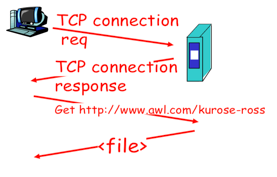 TCP connection
req
TCP connection
response
Get http://www.awl.com/kurose-ross
<file>